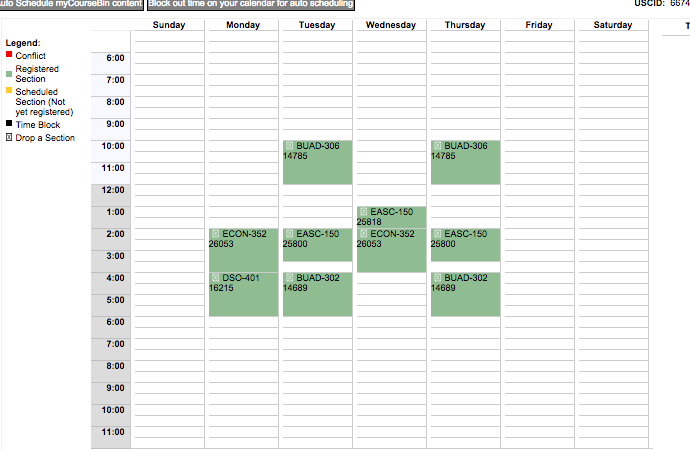 uto Schedule myCourseBin content Block out time on your calendar for auto scheduling USCID: 6674
Sunday Monday Tuesday Wednesday Thursday Friday Saturday T
Legend:
Conflict
Registered
Section
Scheduled
Section (Not
yet registered)
Time Block
Drop a Section
6:00
7:00
8:00
9:00
10:00 BUAD-306 BUAD-306
14785 14785
11:00
12:00
1:00 EASC-150
25818
2:00 ECON-352 EASC-150 ECON-352 EASC-150
26053 25800 26053 25800
3:00
4:00 DSO-401 BUAD-302 BUAD-302
16215 14689 14689
5:00
6:00
7:00
8:00
9:00
10:00
11:00